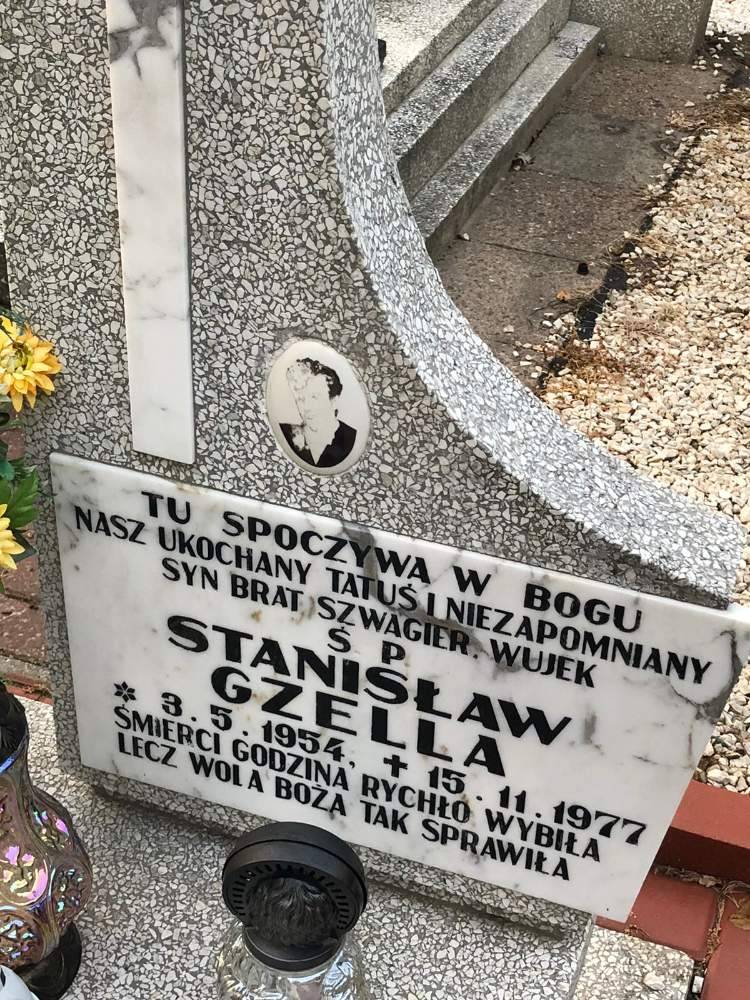 TU SPOCZYWA W BOGU
NASZ UKOCHANY TATUŚ I NIEZAPOMNIANY
SYN BRAT SZWAGIER. WUJEK
Ś P
STANISŁAW
GZELLA
* 3.5.1954, + 15.11.1977
ŚMIERCI GODZINA RYCHŁO WYBIŁA
LECZ WOLA BOŻA TAK SPRAWIŁA